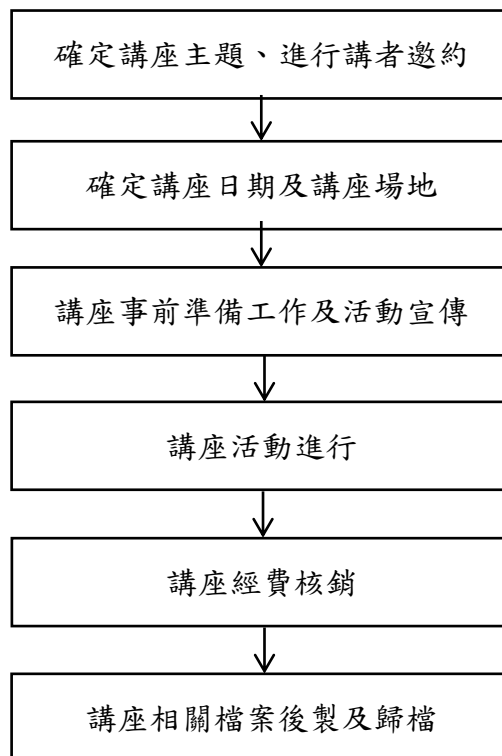 確定講座主題、進行講者邀約
確定講座日期及講座場地
講座事前準備工作及活動宣傳
講座活動進行
講座經費核銷
講座相關檔案後製及歸檔